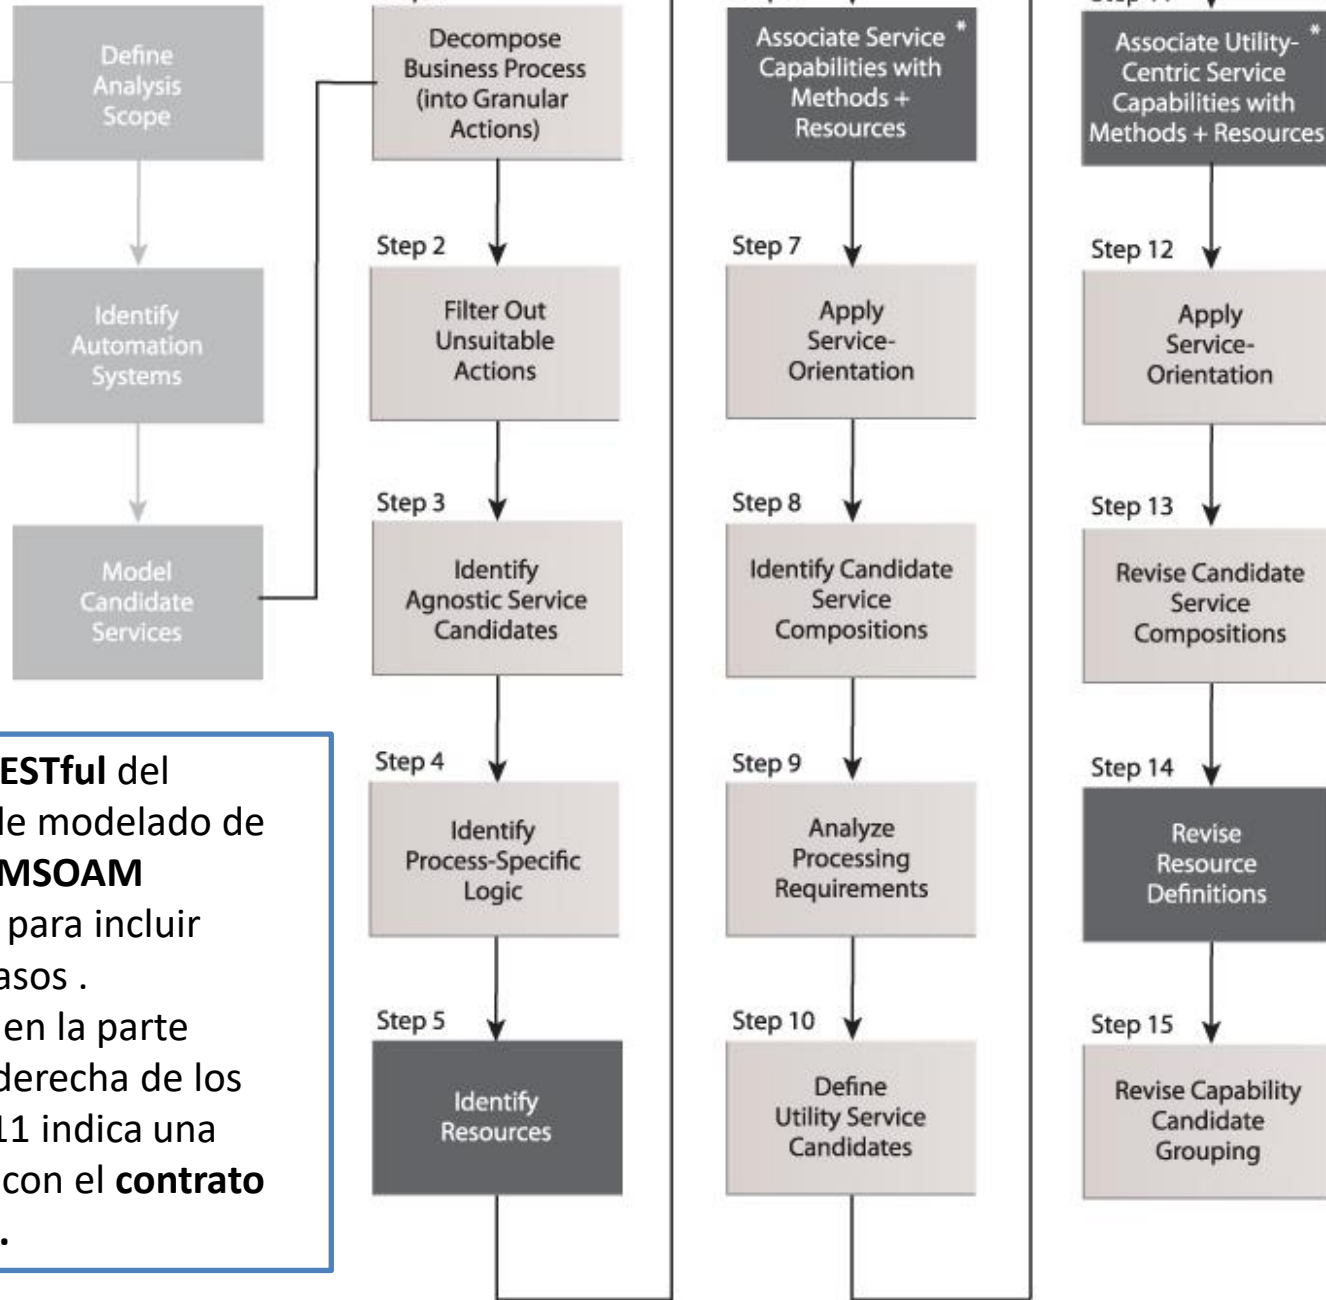 Define
Analysis
Scope
Identify
Automation
Systems
Model
Candidate
Services
ESTful del
le modelado de
MSOAM
para incluir
asos .
en la parte
derecha de los
11 indica una
con el contrato
.
Decompose
Business Process
(into Granular
Actions)
Step 2
Filter Out
Unsuitable
Actions
Step 3
Identify
Agnostic Service
Candidates
Step 4
Identify
Process-Specific
Logic
Step 5
Identify
Resources
Associate Service *
Capabilities with
Methods +
Resources
Step 7
Apply
Service-
Orientation
Step 8
Identify Candidate
Service
Compositions
Step 9
Analyze
Processing
Requirements
Step 10
Define
Utility Service
Candidates
Associate Utility- *
Centric Service
Capabilities with
Methods + Resources
Step 12
Apply
Service-
Orientation
Step 13
Revise Candidate
Service
Compositions
Step 14
Revise
Resource
Definitions
Step 15
Revise Capability
Candidate
Grouping